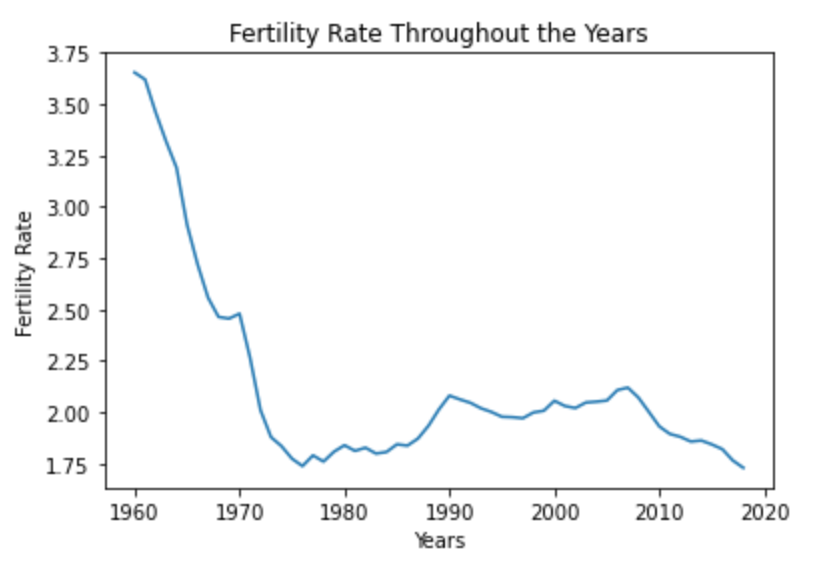 Fertility Rate Throughout the Years
3.75
3.50
3.25
3.00
2.75
2.50
2.25
2.00
1.75
Fertility Rate
1960 1970 1980 1990 2000 2010 2020
Years